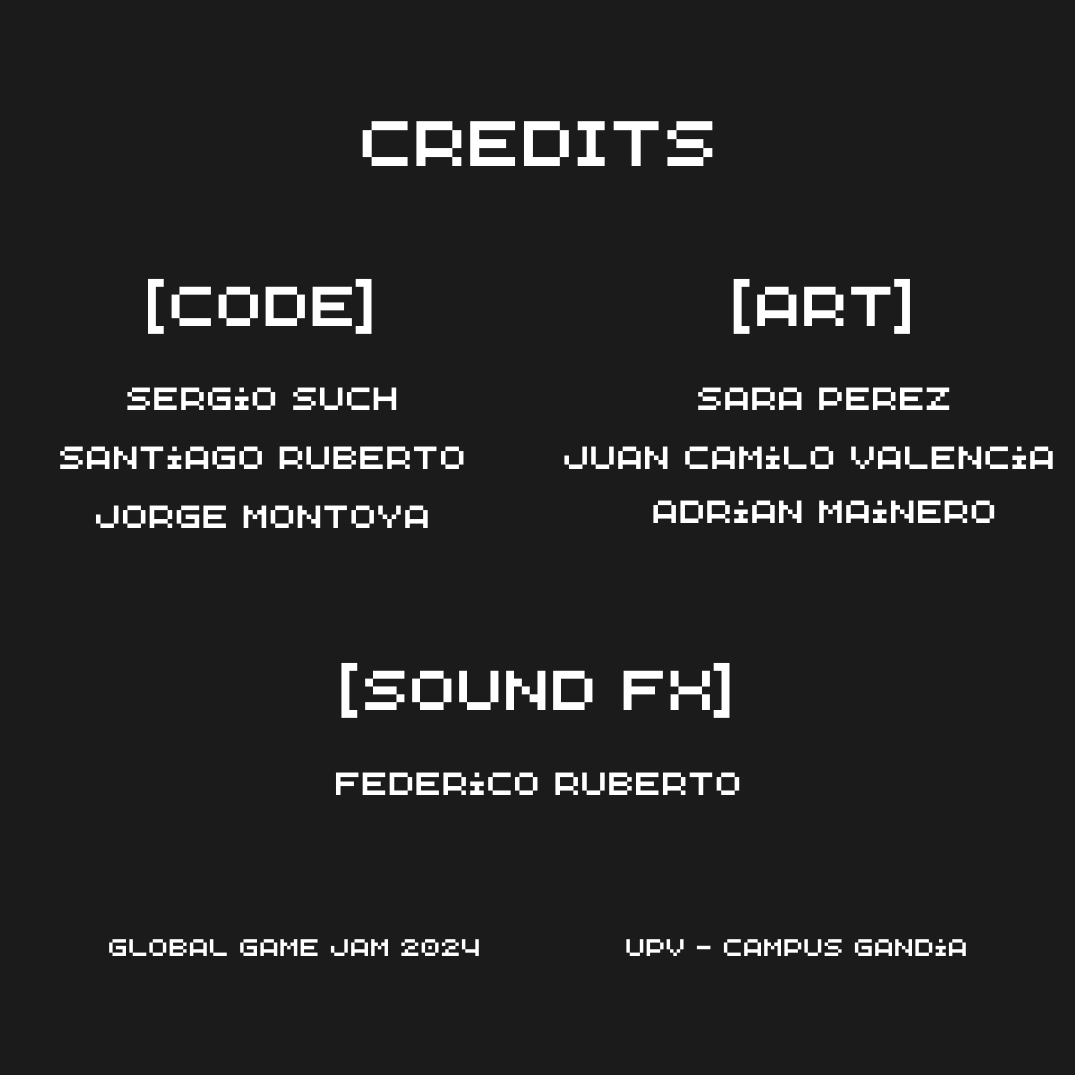 CREDITS
[CODE]
SERGiO SUCH
SANTiAGO RUBERTO
JORGE MONTOYA
[ART]
SARA PEREZ
JUAN CAMiLO VALENCiA
ADRiAN MAiNERO
[SOUND FX]
FEDERiCO RUBERTO
GLOBAL GAME JAM 2024
UPV - CAMPUS GANDiA